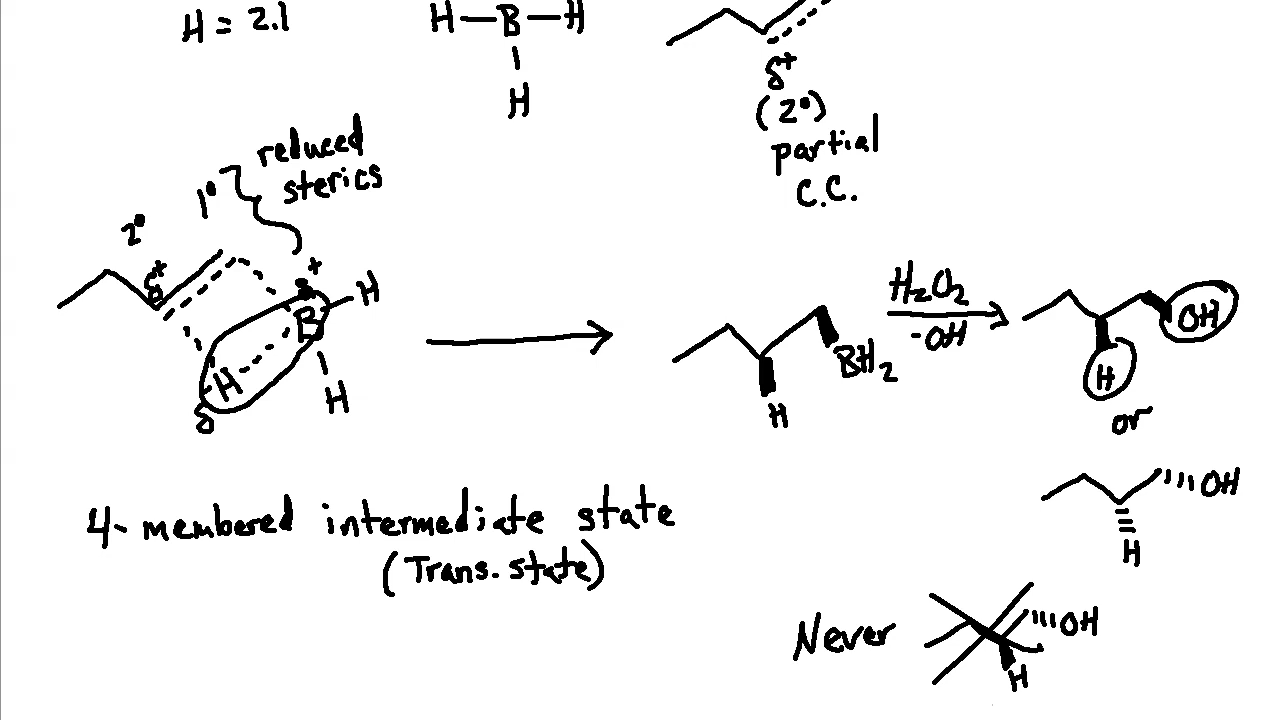 H = 2.1
H—B—H
H
δ+
(2°)
partial
C.C.
reduced
sterics
1°
2°
δ+
δ+
B
H
H
H
δ-
BH2
H
H2O2
-OH
OH
H
or
OH
H
4-membered intermediate state
(Trans. state)
Never
OH
H